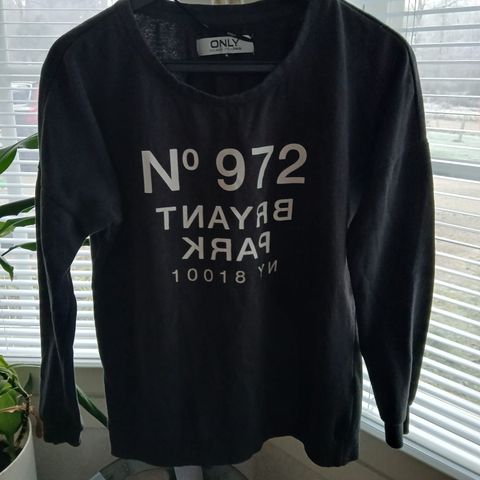 ONLY
Nº 972
BRYANT
PARK
10018 NY